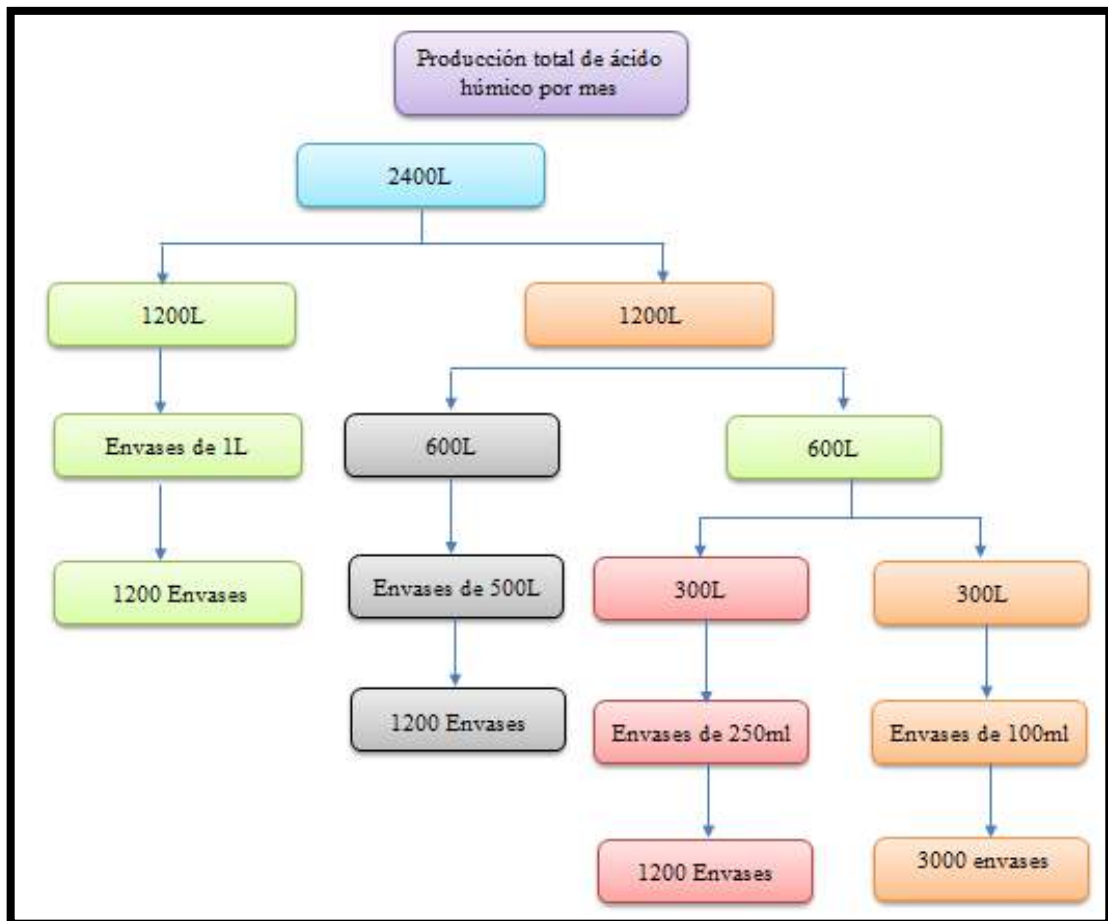 Producción total de ácido
húmico por mes
2400L
1200L
1200L
Envases de 1L
600L
600L
1200 Envases
Envases de 500L
300L
300L
1200 Envases
Envases de 250ml
Envases de 100ml
1200 Envases
3000 envases